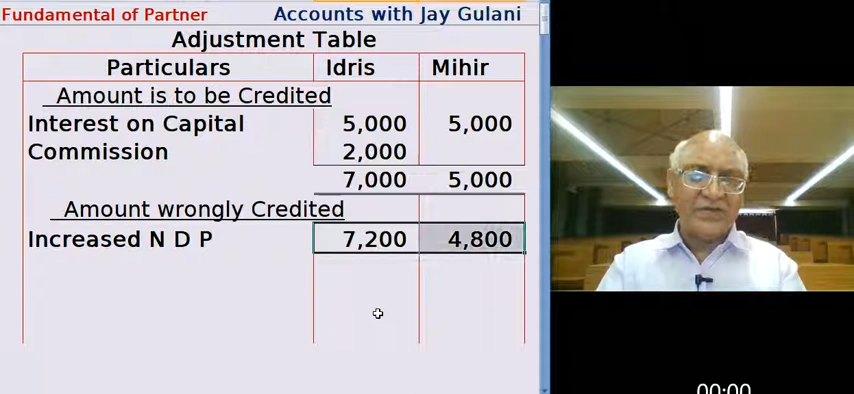 Fundamental of Partner Accounts with Jay Gulani
Adjustment Table
Particulars Idris Mihir
Amount is to be Credited
Interest on Capital 5,000 5,000
Commission 2,000
7,000 5,000
Amount wrongly Credited
Increased N D P 7,200 4,800
00:00